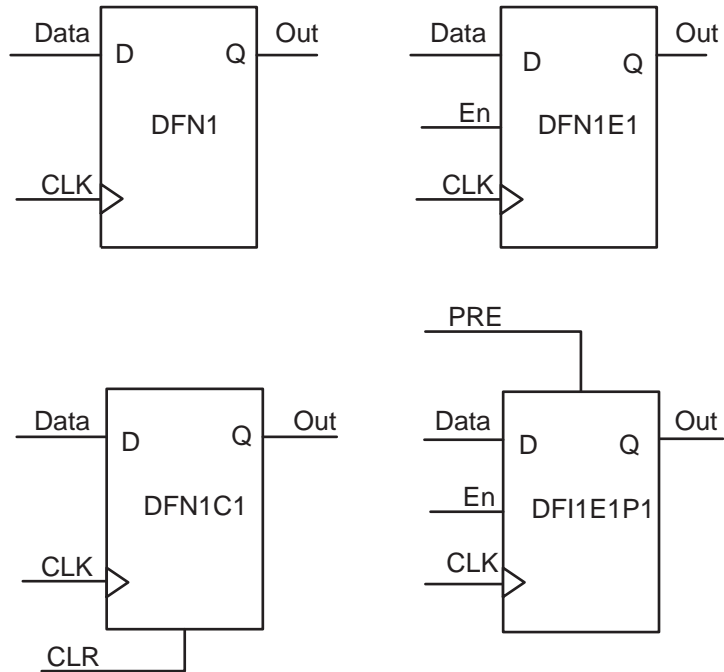 Data
D
Q
Out
DFN1
CLK
Data
D
Q
Out
En
DFN1E1
CLK
Data
D
Q
Out
DFN1C1
CLK
CLR
PRE
Data
D
Q
Out
En
DFI1E1P1
CLK